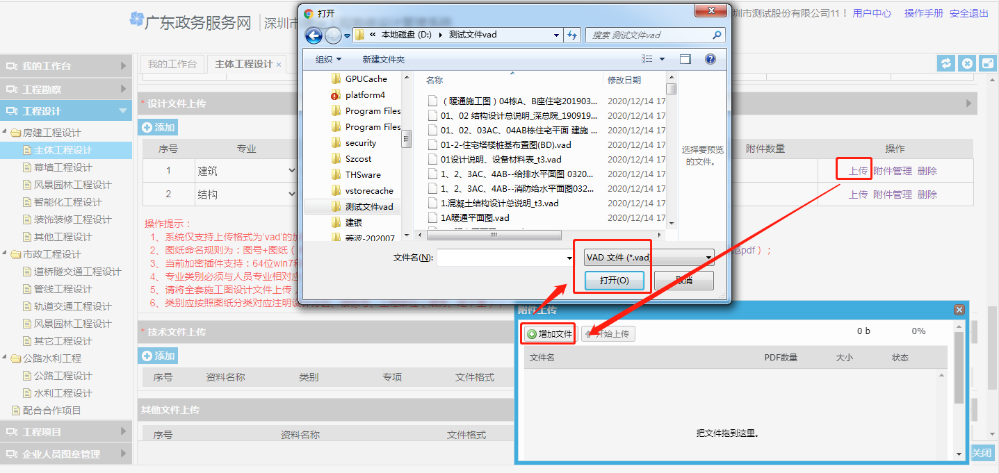 广东政务服务网
深圳市
圳市测试股份有限公司11！ 用户中心 操作手册 安全退出
我的工作台
工程勘察
工程设计
房建工程设计
主体工程设计
幕墙工程设计
风景园林工程设计
智能化工程设计
装饰装修工程设计
其他工程设计
市政工程设计
道桥隧交通工程设计
管线工程设计
轨道交通工程设计
风景园林工程设计
其它工程设计
公路水利工程
公路工程设计
水利工程设计
配合合作项目
工程项目
企业人员图章管理
我的工作台 主体工程设计 ×
* 设计文件上传
添加
序号 专业 附件数量 操作
1 建筑 上传 附件管理 删除
2 结构 上传 附件管理 删除
操作提示：
1、系统仅支持上传格式为'vad'的加
2、图纸命名规则为：图号+图纸（ pdf）；
3、当前加密插件支持：64位win7和
4、专业类别必须与人员专业相对应
5、请将全套施工图设计文件上传，
6、类别应按照图纸分类对应注明设计
* 技术文件上传
添加
序号 资料名称 类别 专项 文件格式
其他文件上传
序号 资料名称 文件格式
打开
« 本地磁盘 (D:) 测试文件vad
搜索 测试文件vad
组织 新建文件夹
GPUCache
platform4
Program Files
Program Files
security
Szcost
THSware
vstorecache
测试文件vad
建银
姜波-202007
名称 修改日期
（暖通施工图）04栋A、B座住宅201903... 2020/12/14 17
01、02 结构设计总说明_深总院_190919... 2020/12/14 17
01、02、03AC、04AB栋住宅平面 建施 ... 2020/12/14 17
01-2-住宅塔楼桩基布置图(BD).vad 2020/12/14 17
01设计说明、设备材料表_t3.vad 2020/12/14 17
1、2、3AC、4AB--给排水平面图 0320... 2020/12/14 17
1、2、3AC、4AB--消防给水平面图032... 2020/12/14 17
1.混凝土结构设计总说明_t3.vad 2020/12/14 17
1A暖通平面图.vad 2020/12/14 17
选择要预览
的文件。
文件名(N): VAD 文件 (*.vad)
打开(O) 取消
附件上传
增加文件 开始上传 0 b 0%
文件名 PDF数量 大小 状态
把文件拖到这里。
关闭